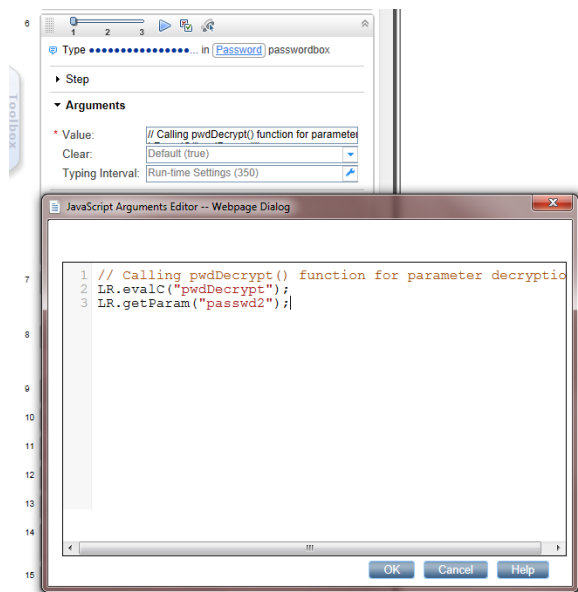 6
1 2 3
Type ••••••••••••••••... in Password passwordbox
Step
Arguments
* Value: // Calling pwdDecrypt() function for parameter
Clear: Default (true)
Typing Interval: Run-time Settings (350)
Toolbox
JavaScript Arguments Editor -- Webpage Dialog
1 // Calling pwdDecrypt() function for parameter decryptio
2 LR.evalC("pwdDecrypt");
3 LR.getParam("passwd2");
7
8
9
10
11
12
13
14
15
OK Cancel Help